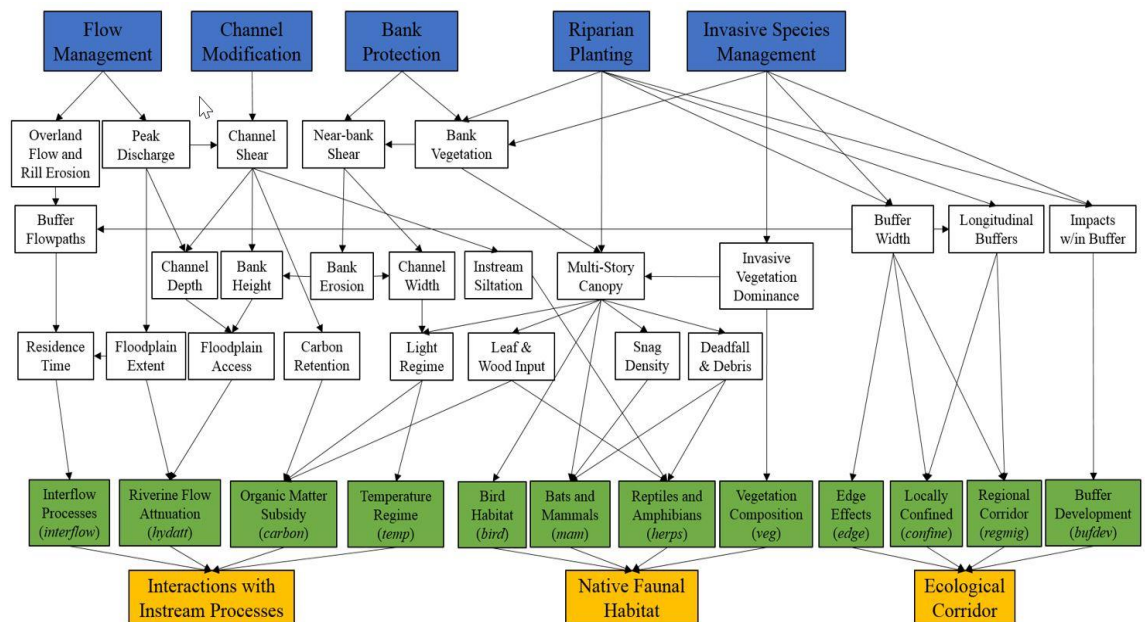 Flow
Management
Channel
Modification
Bank
Protection
Riparian
Planting
Invasive Species
Management
Overland
Flow and
Rill Erosion
Peak
Discharge
Channel
Shear
Near-bank
Shear
Bank
Vegetation
Buffer
Flowpaths
Buffer
Width
Longitudinal
Buffers
Impacts
w/in Buffer
Channel
Depth
Bank
Height
Bank
Erosion
Channel
Width
Instream
Siltation
Multi-Story
Canopy
Invasive
Vegetation
Dominance
Residence
Time
Floodplain
Extent
Floodplain
Access
Carbon
Retention
Light
Regime
Leaf &
Wood Input
Snag
Density
Deadfall
& Debris
Interflow
Processes
(interflow)
Riverine Flow
Attnuation
(hydatt)
Organic Matter
Subsidy
(carbon)
Temperature
Regime
(temp)
Bird
Habitat
(bird)
Bats and
Mammals
(mam)
Reptiles and
Amphibians
(herps)
Vegetation
Composition
(veg)
Edge
Effects
(edge)
Locally
Confined
(confine)
Regional
Corridor
(regmig)
Buffer
Development
(bufdev)
Interactions with
Instream Processes
Native Faunal
Habitat
Ecological
Corridor